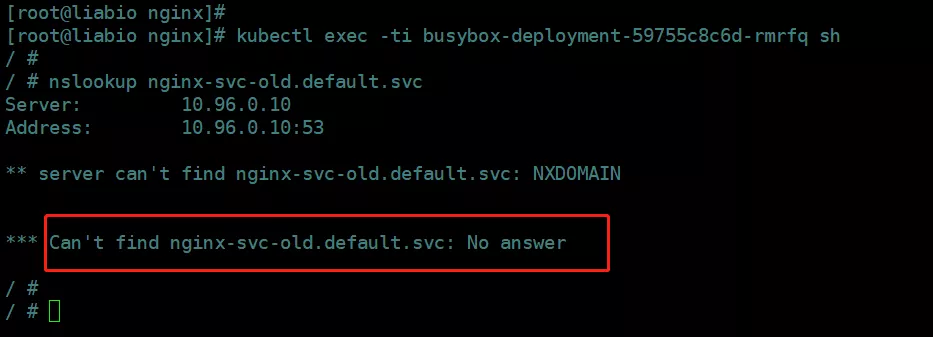 [root@liabio nginx]#
[root@liabio nginx]# kubectl exec -ti busybox-deployment-59755c8c6d-rmrfq sh
/ #
/ # nslookup nginx-svc-old.default.svc
Server:         10.96.0.10
Address:        10.96.0.10:53
** server can't find nginx-svc-old.default.svc: NXDOMAIN
*** Can't find nginx-svc-old.default.svc: No answer
/ #
/ #